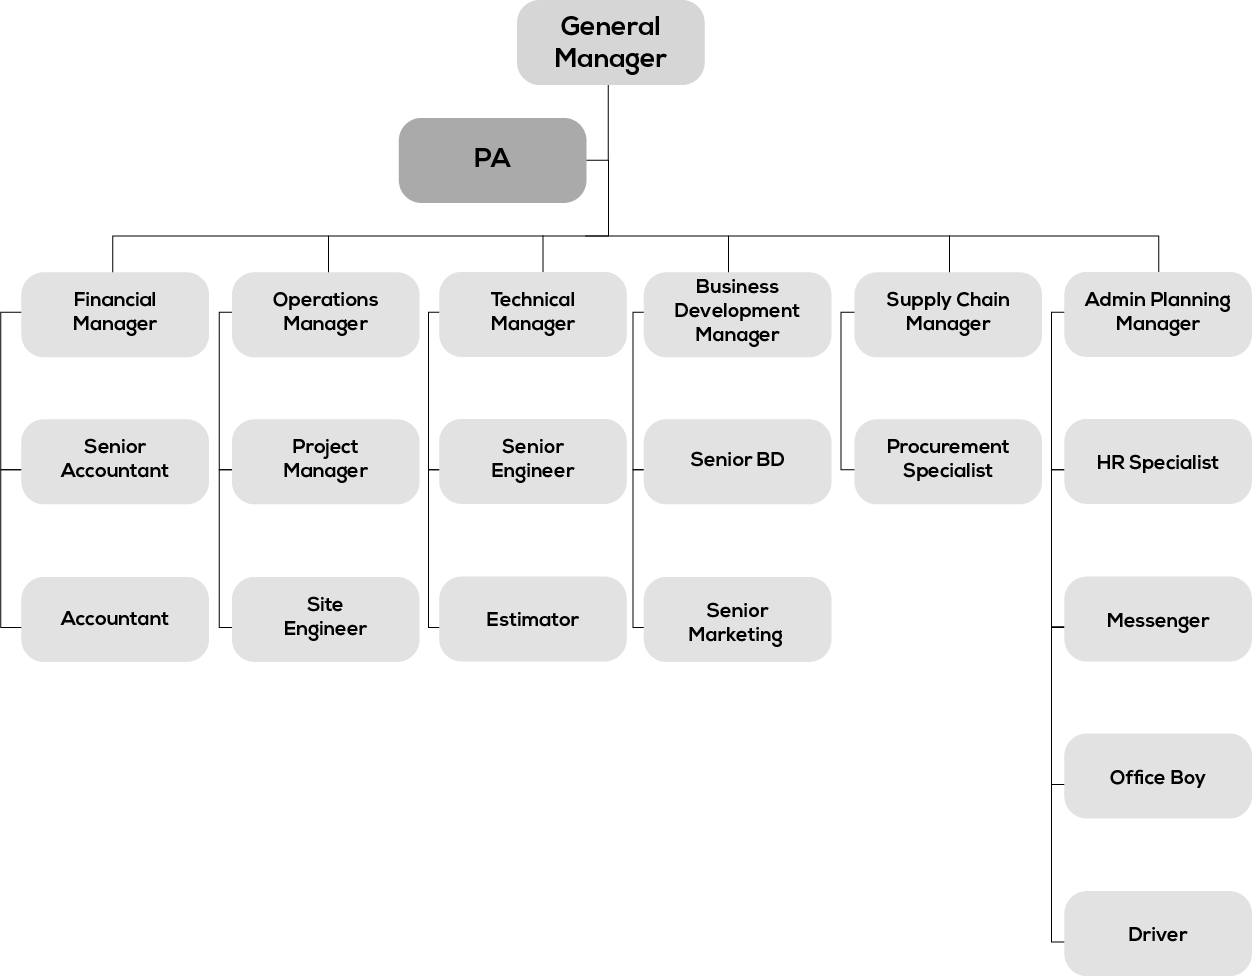 General
Manager
PA
Financial
Manager
Operations
Manager
Technical
Manager
Business
Development
Manager
Supply Chain
Manager
Admin Planning
Manager
Senior
Accountant
Project
Manager
Senior
Engineer
Senior BD
Procurement
Specialist
HR Specialist
Accountant
Site
Engineer
Estimator
Senior
Marketing
Messenger
Office Boy
Driver